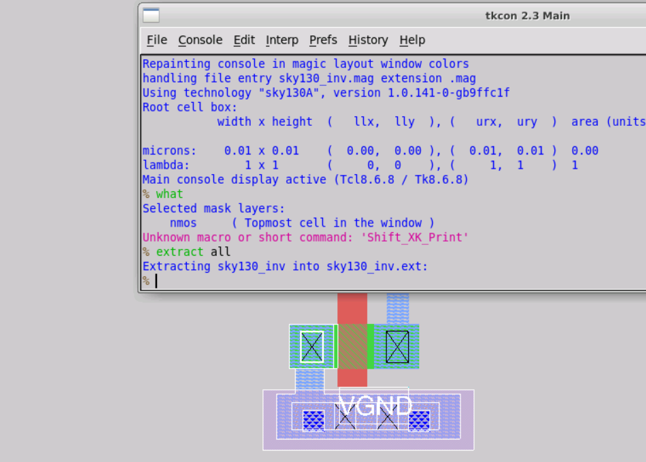 tkcon 2.3 Main
File Console Edit Interp Prefs History Help
Repainting console in magic layout window colors
handling file entry sky130_inv.mag extension .mag
Using technology "sky130A", version 1.0.141-0-gb9ffc1f
Root cell box:
width x height ( llx, lly ), ( urx, ury ) area (units
microns: 0.01 x 0.01 ( 0.00, 0.00 ), ( 0.01, 0.01 ) 0.00
lambda: 1 x 1 ( 0, 0 ), ( 1, 1 ) 1
Main console display active (Tcl8.6.8 / Tk8.6.8)
% what
Selected mask layers:
nmos ( Topmost cell in the window )
Unknown macro or short command: 'Shift_XK_Print'
% extract all
Extracting sky130_inv into sky130_inv.ext:
%
VGND